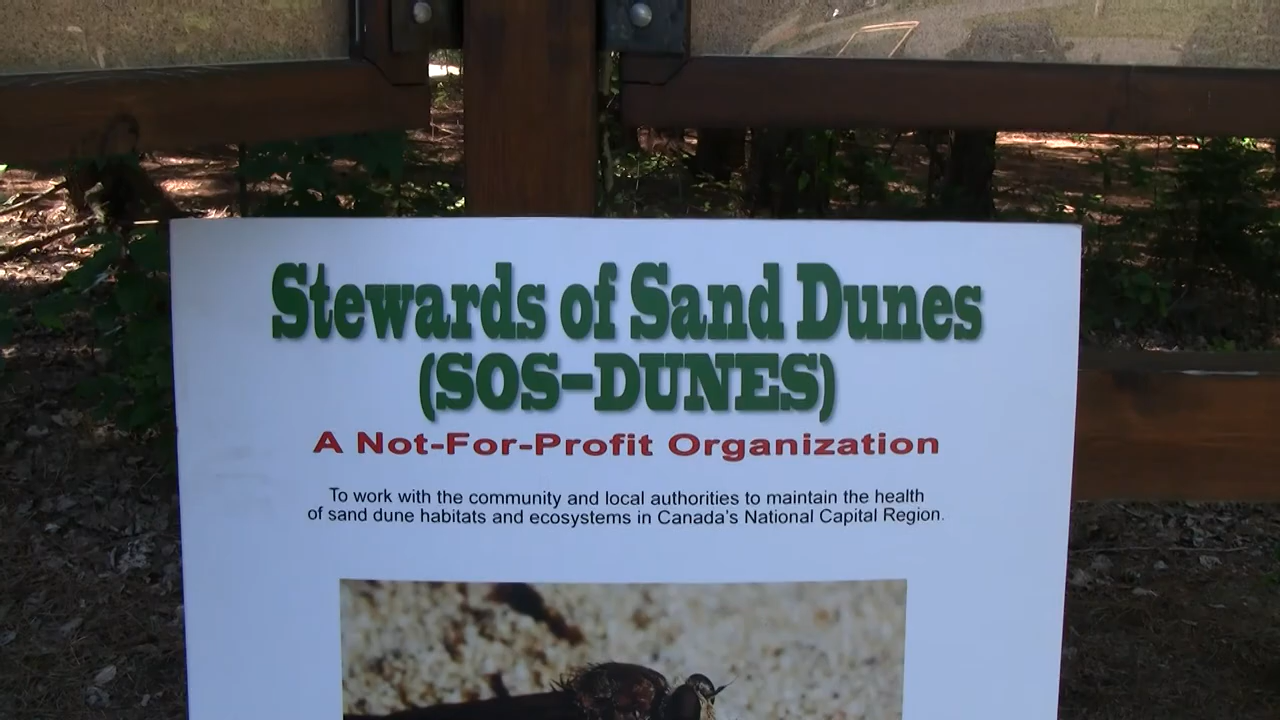 Stewards of Sand Dunes
(SOS-DUNES)
A Not-For-Profit Organization
To work with the community and local authorities to maintain the health
of sand dune habitats and ecosystems in Canada's National Capital Region.